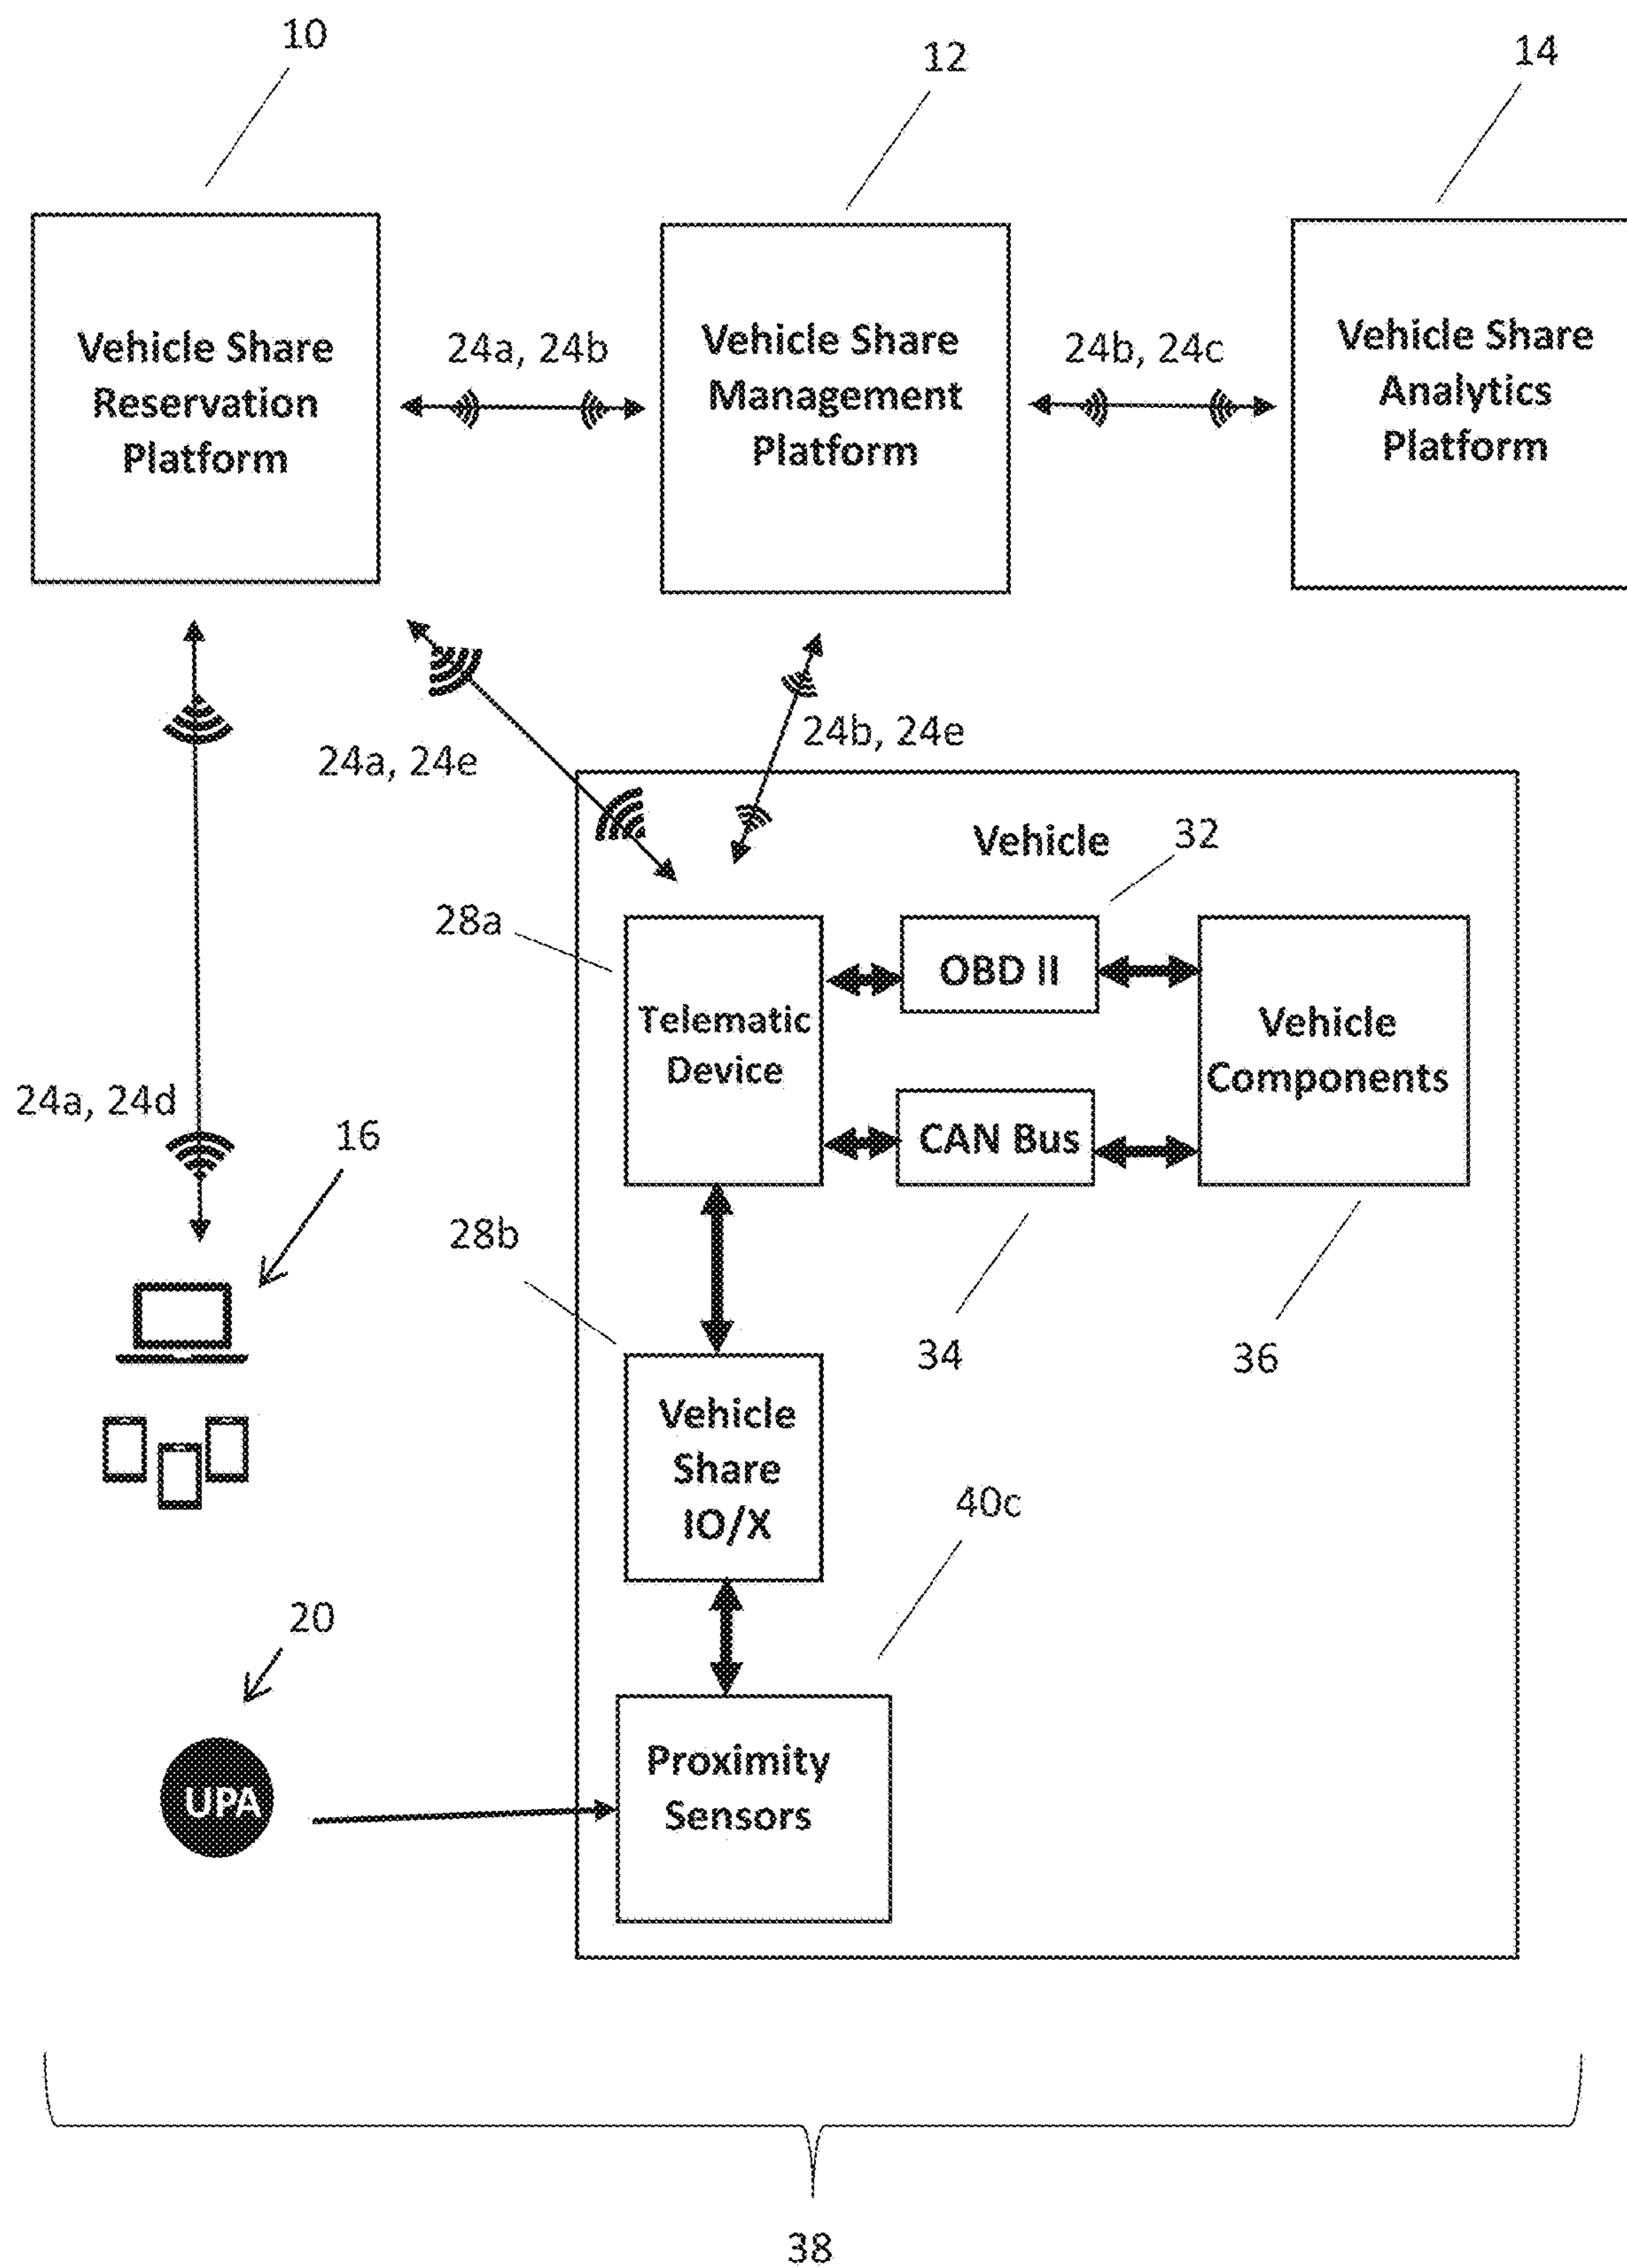 10
12
14
Vehicle Share
Reservation
Platform
24a, 24b
Vehicle Share
Management
Platform
24b, 24c
Vehicle Share
Analytics
Platform
24a, 24e
24b, 24e
Vehicle
32
28a
Telematic
Device
OBD II
Vehicle
Components
CAN Bus
24a, 24d
16
28b
34
36
Vehicle
Share
IO/X
40c
20
UPA
Proximity
Sensors
38